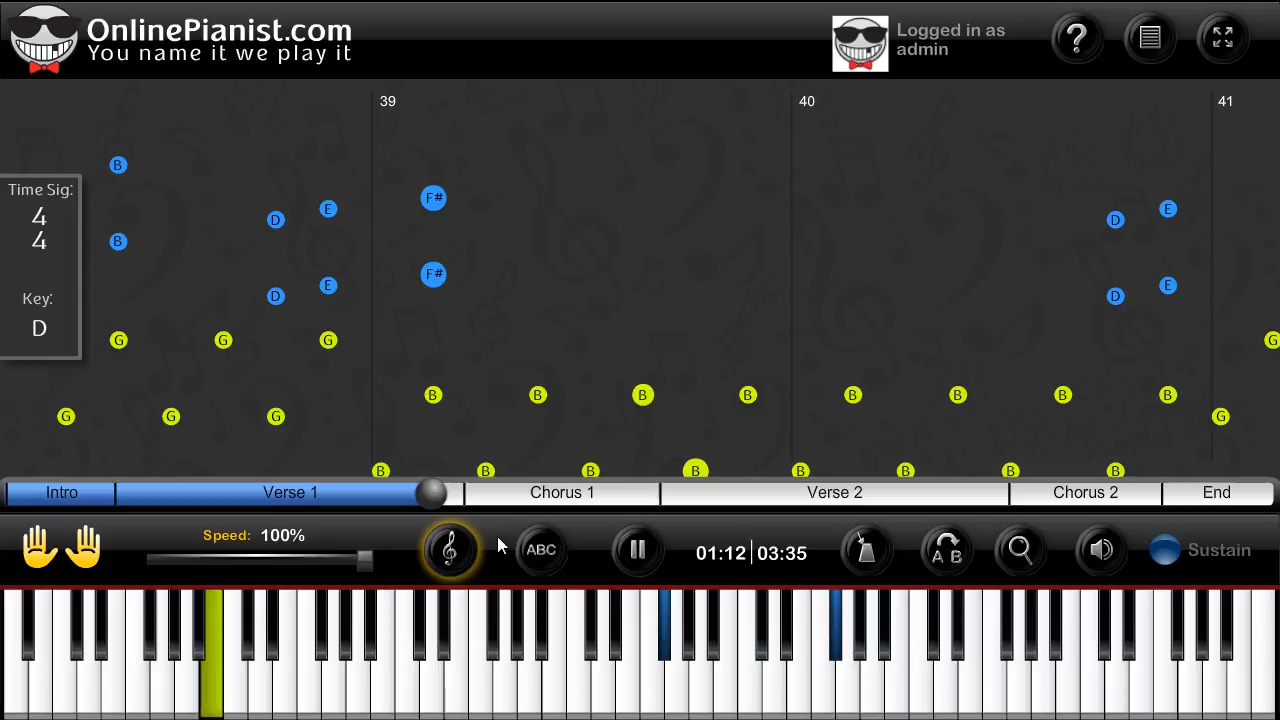 OnlinePianist.com
You name it we play it
Logged in as
admin
?
39
40
41
B
F#
Time Sig:
E
E
D
D
4
4
B
F#
E
E
D
D
Key:
D
G
G
G
G
B
B
B
B
B
B
B
B
G
G
G
G
B
B
B
B
B
B
B
B
Intro
Verse 1
Chorus 1
Verse 2
Chorus 2
End
Speed: 100%
ABC
01:12
03:35
A B
Sustain